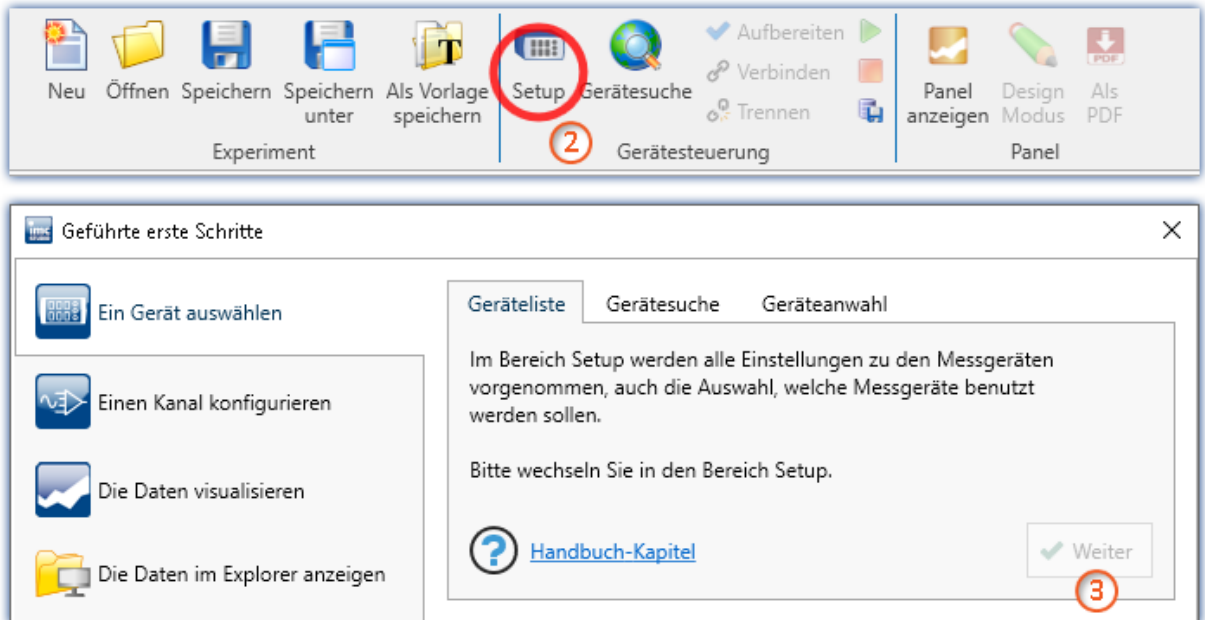 Neu
Öffnen
Speichern
Speichern
unter
Als Vorlage
speichern
T
Experiment
Setup
2
Gerätesuche
Aufbereiten
Verbinden
Trennen
Gerätesteuerung
Panel
anzeigen
Design
Modus
PDF
Als
PDF
Panel
imc
Geführte erste Schritte
Ein Gerät auswählen
Einen Kanal konfigurieren
Die Daten visualisieren
Die Daten im Explorer anzeigen
Geräteliste
Gerätesuche
Geräteanwahl
Im Bereich Setup werden alle Einstellungen zu den Messgeräten
vorgenommen, auch die Auswahl, welche Messgeräte benutzt
werden sollen.
Bitte wechseln Sie in den Bereich Setup.
?
Handbuch-Kapitel
Weiter
3